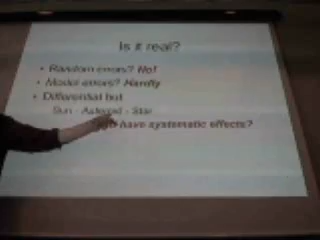 Is it real?
• Random errors? No!
• Model errors? Hardly
• Differential but
Sun - Asteroid - Star
have systematic effects?